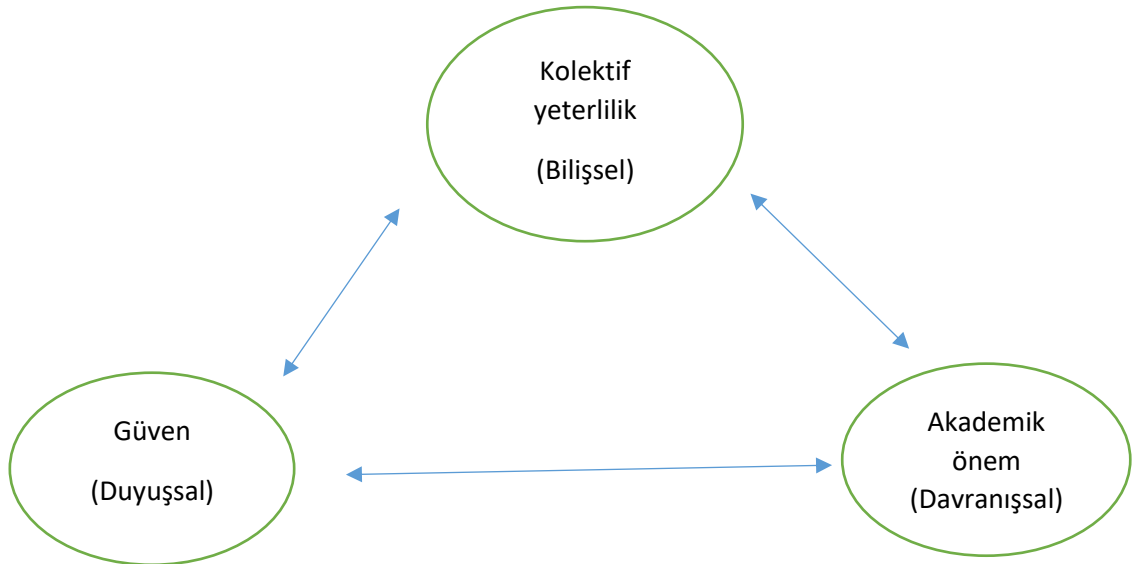 Kolektif
yeterlilik
(Bilişsel)
Güven
(Duyuşsal)
Akademik
önem
(Davranışsal)